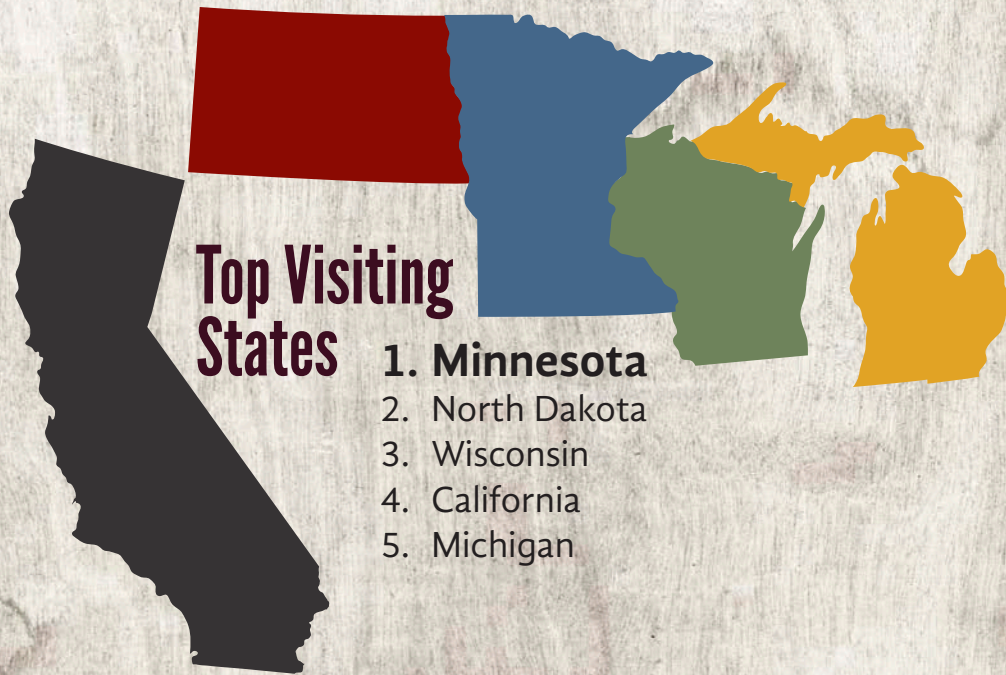 Top Visiting
States
1. Minnesota
2. North Dakota
3. Wisconsin
4. California
5. Michigan